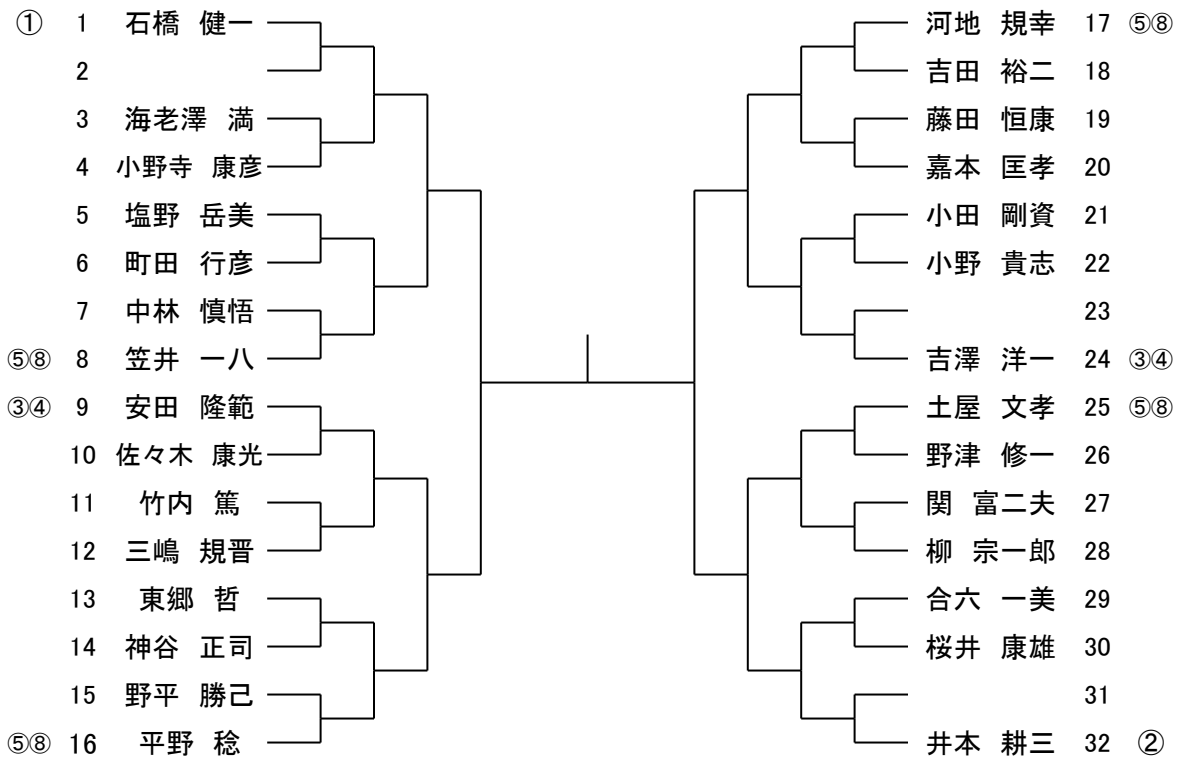 ① 1 石橋 健一
2
3 海老澤 満
4 小野寺 康彦
5 塩野 岳美
6 町田 行彦
7 中林 慎悟
⑤⑧ 8 笠井 一八
③④ 9 安田 隆範
10 佐々木 康光
11 竹内 篤
12 三嶋 規晋
13 東郷 哲
14 神谷 正司
15 野平 勝己
⑤⑧ 16 平野 稔
河地 規幸 17 ⑤⑧
吉田 裕二 18
藤田 恒康 19
嘉本 匡孝 20
小田 剛資 21
小野 貴志 22
23
吉澤 洋一 24 ③④
土屋 文孝 25 ⑤⑧
野津 修一 26
関 富二夫 27
柳 宗一郎 28
合六 一美 29
桜井 康雄 30
31
井本 耕三 32 ②